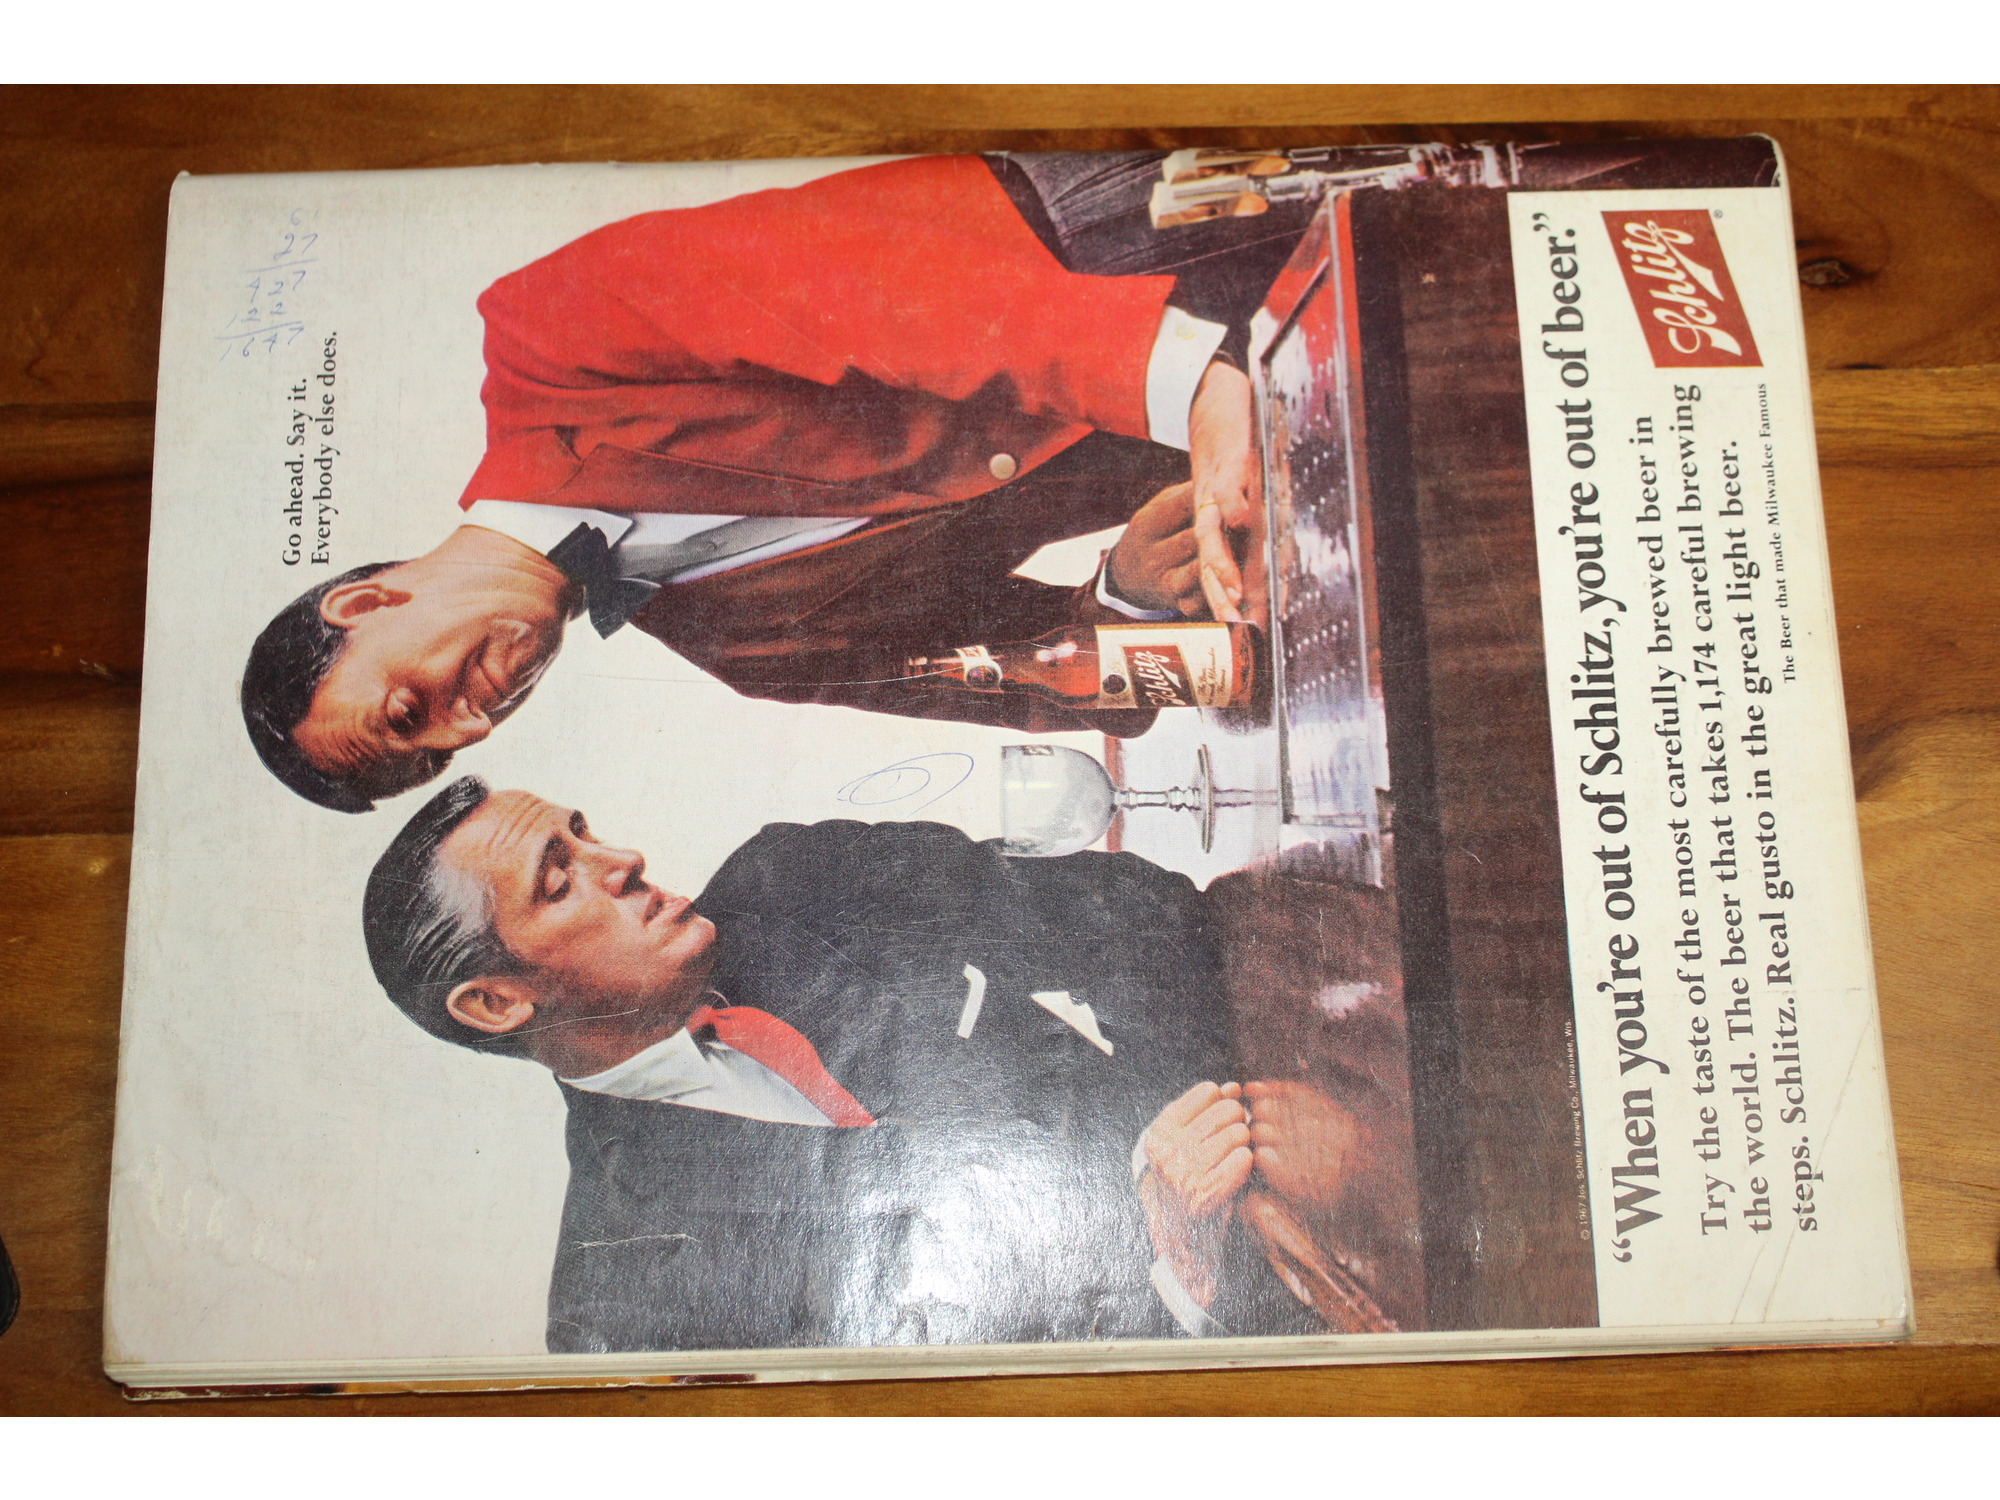 Go ahead. Say it.
Everybody else does.
Schlitz
© 1967 Jos. Schlitz Brewing Co., Milwaukee, Wis.
“When you're out of Schlitz, you're out of beer.”
Try the taste of the most carefully brewed beer in
the world. The beer that takes 1,174 careful brewing
steps. Schlitz. Real gusto in the great light beer.
The Beer that made Milwaukee Famous
Schlitz®